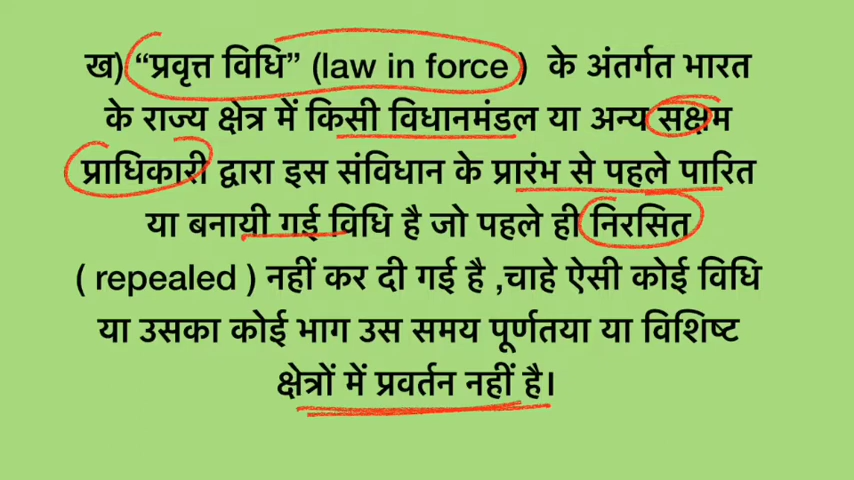 ख) “प्रवृत्त विधि” (law in force ) के अंतर्गत भारत
के राज्य क्षेत्र में किसी विधानमंडल या अन्य सक्षम
प्राधिकारी द्वारा इस संविधान के प्रारंभ से पहले पारित
या बनायी गई विधि है जो पहले ही निरसित
( repealed ) नहीं कर दी गई है ,चाहे ऐसी कोई विधि
या उसका कोई भाग उस समय पूर्णतया या विशिष्ट
क्षेत्रों में प्रवर्तन नहीं है।